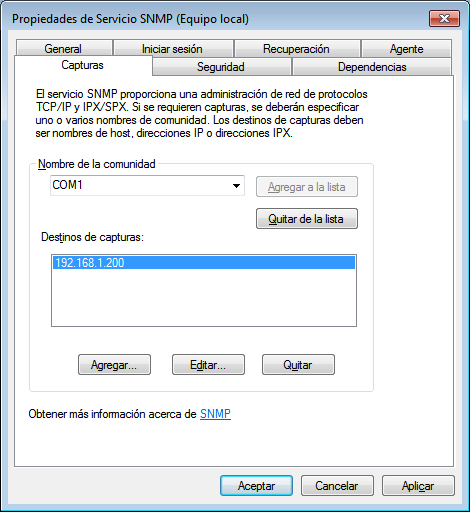 Propiedades de Servicio SNMP (Equipo local)
General
Iniciar sesión
Recuperación
Agente
Capturas
Seguridad
Dependencias
El servicio SNMP proporciona una administración de red de protocolos
TCP/IP y IPX/SPX. Si se requieren capturas, se deberán especificar
uno o varios nombres de comunidad. Los destinos de capturas deben
ser nombres de host, direcciones IP o direcciones IPX.
Nombre de la comunidad
COM1
Agregar a la lista
Quitar de la lista
Destinos de capturas:
192.168.1.200
Agregar...
Editar...
Quitar
Obtener más información acerca de SNMP
Aceptar
Cancelar
Aplicar